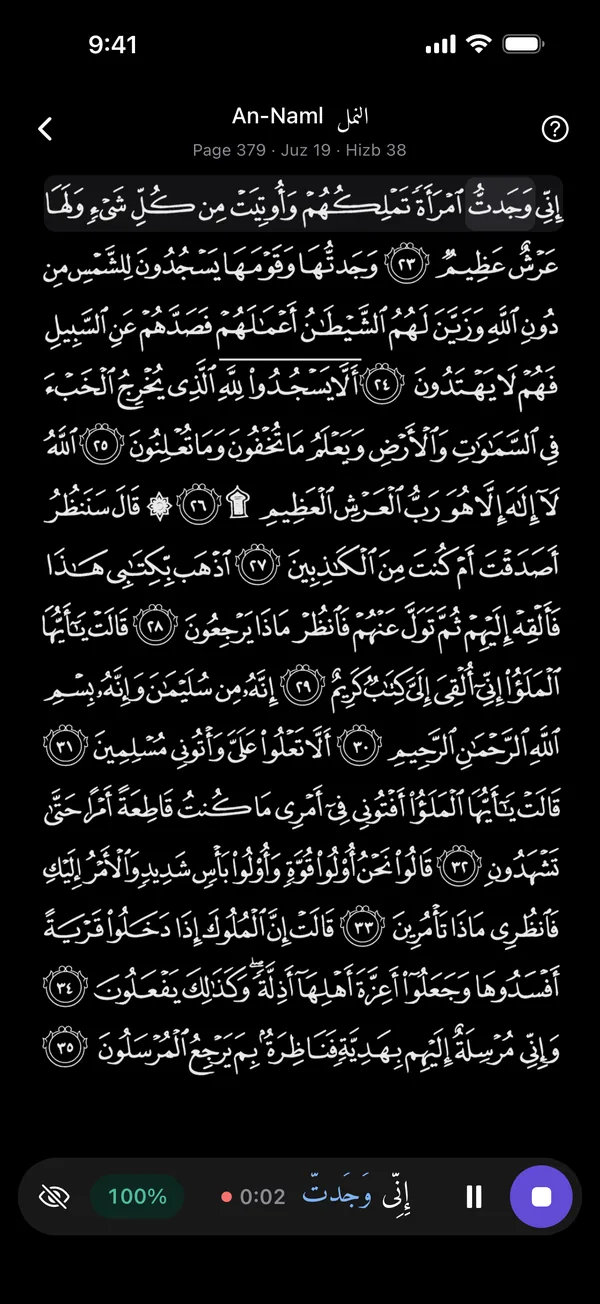 9:41
An-Naml النمل
Page 379 · Juz 19 · Hizb 38
إِنِّى وَجَدتُّ ٱمْرَأَةً تَمْلِكُهُمْ وَأُوتِيَتْ مِن كُلِّ شَىْءٍ وَلَهَا
عَرْشٌ عَظِيمٌ ٢٣ وَجَدتُّهَا وَقَوْمَهَا يَسْجُدُونَ لِلشَّمْسِ مِن
دُونِ ٱللَّهِ وَزَيَّنَ لَهُمُ ٱلشَّيْطَـٰنُ أَعْمَـٰلَهُمْ فَصَدَّهُمْ عَنِ ٱلسَّبِيلِ
فَهُمْ لَا يَهْتَدُونَ ٢٤ أَلَّا يَسْجُدُوا۟ لِلَّهِ ٱلَّذِى يُخْرِجُ ٱلْخَبْءَ
فِى ٱلسَّمَـٰوَٰتِ وَٱلْأَرْضِ وَيَعْلَمُ مَا تُخْفُونَ وَمَا تُعْلِنُونَ ٢٥ ٱللَّهُ
لَآ إِلَـٰهَ إِلَّا هُوَ رَبُّ ٱلْعَرْشِ ٱلْعَظِيمِ ۩ ٢٦ ۞ قَالَ سَنَنظُرُ
أَصَدَقْتَ أَمْ كُنتَ مِنَ ٱلْكَـٰذِبِينَ ٢٧ ٱذْهَب بِّكِتَـٰبِى هَـٰذَا
فَأَلْقِهْ إِلَيْهِمْ ثُمَّ تَوَلَّ عَنْهُمْ فَٱنظُرْ مَاذَا يَرْجِعُونَ ٢٨ قَالَتْ يَـٰٓأَيُّهَا
ٱلْمَلَؤُا۟ إِنِّىٓ أُلْقِىَ إِلَىَّ كِتَـٰبٌ كَرِيمٌ ٢٩ إِنَّهُۥ مِن سُلَيْمَـٰنَ وَإِنَّهُۥ بِسْمِ
ٱللَّهِ ٱلرَّحْمَـٰنِ ٱلرَّحِيمِ ٣٠ أَلَّا تَعْلُوا۟ عَلَىَّ وَأْتُونِى مُسْلِمِينَ ٣١
قَالَتْ يَـٰٓأَيُّهَا ٱلْمَلَؤُا۟ أَفْتُونِى فِىٓ أَمْرِى مَا كُنتُ قَاطِعَةً أَمْرًا حَتَّىٰ
تَشْهَدُونِ ٣٢ قَالُوا۟ نَحْنُ أُو۟لُوا۟ قُوَّةٍ وَأُو۟لُوا۟ بَأْسٍ شَدِيدٍ وَٱلْأَمْرُ إِلَيْكِ
فَٱنظُرِى مَاذَا تَأْمُرِينَ ٣٣ قَالَتْ إِنَّ ٱلْمُلُوكَ إِذَا دَخَلُوا۟ قَرْيَةً
أَفْسَدُوهَا وَجَعَلُوٓا۟ أَعِزَّةَ أَهْلِهَآ أَذِلَّةً ۖ وَكَذَٰلِكَ يَفْعَلُونَ ٣٤
وَإِنِّى مُرْسِلَةٌ إِلَيْهِم بِهَدِيَّةٍ فَنَاظِرَةٌۢ بِمَ يَرْجِعُ ٱلْمُرْسَلُونَ ٣٥
100% 0:02 إِنِّى وَجَدتُّ